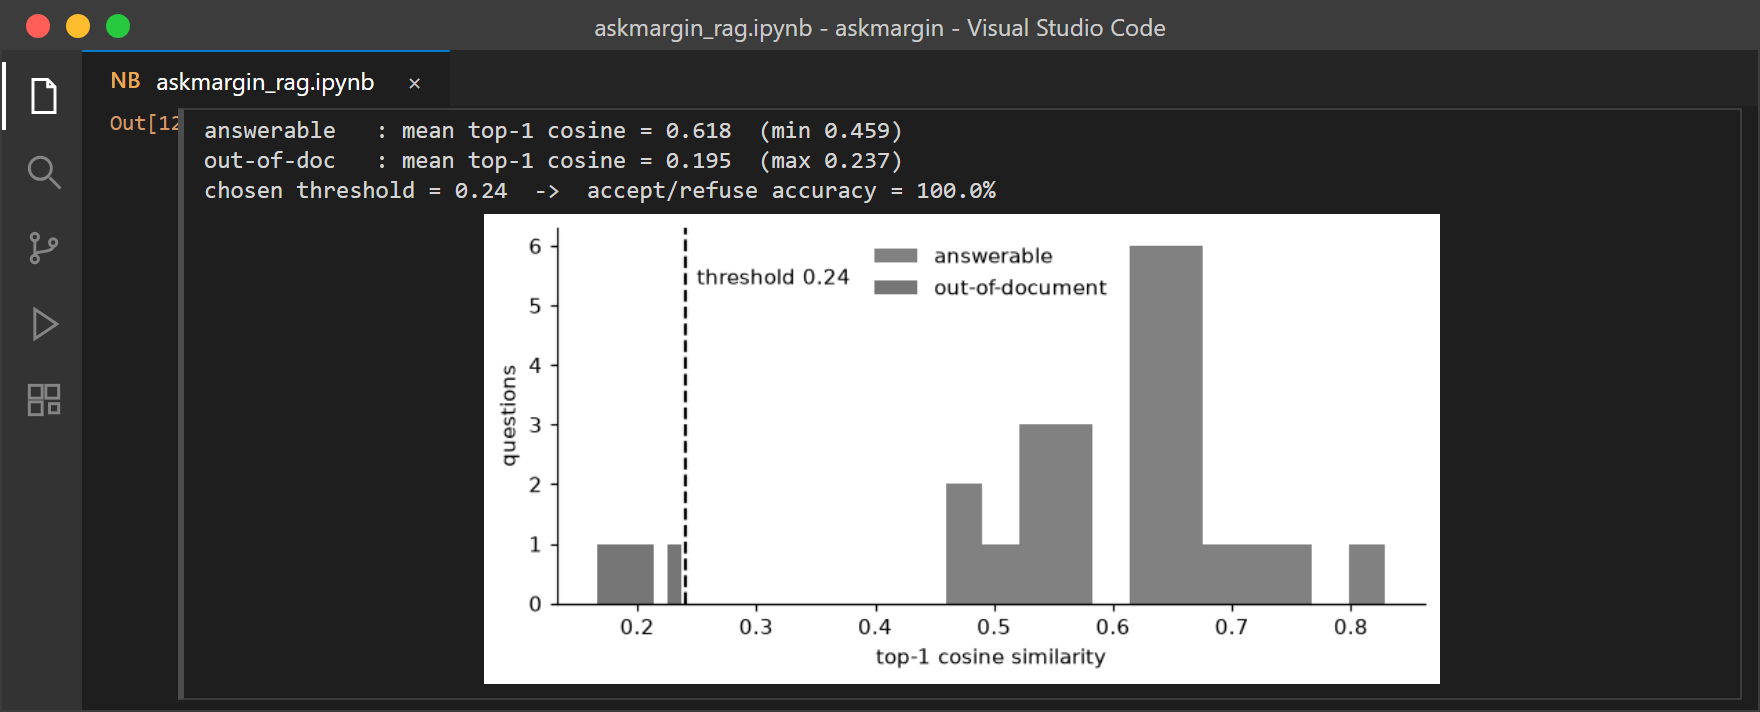 askmargin_rag.ipynb - askmargin - Visual Studio Code
NB askmargin_rag.ipynb ×
Out[12
answerable   : mean top-1 cosine = 0.618  (min 0.459)
out-of-doc   : mean top-1 cosine = 0.195  (max 0.237)
chosen threshold = 0.24  ->  accept/refuse accuracy = 100.0%
answerable
out-of-document
threshold 0.24
6
5
4
3
2
1
0
questions
0.2 0.3 0.4 0.5 0.6 0.7 0.8
top-1 cosine similarity